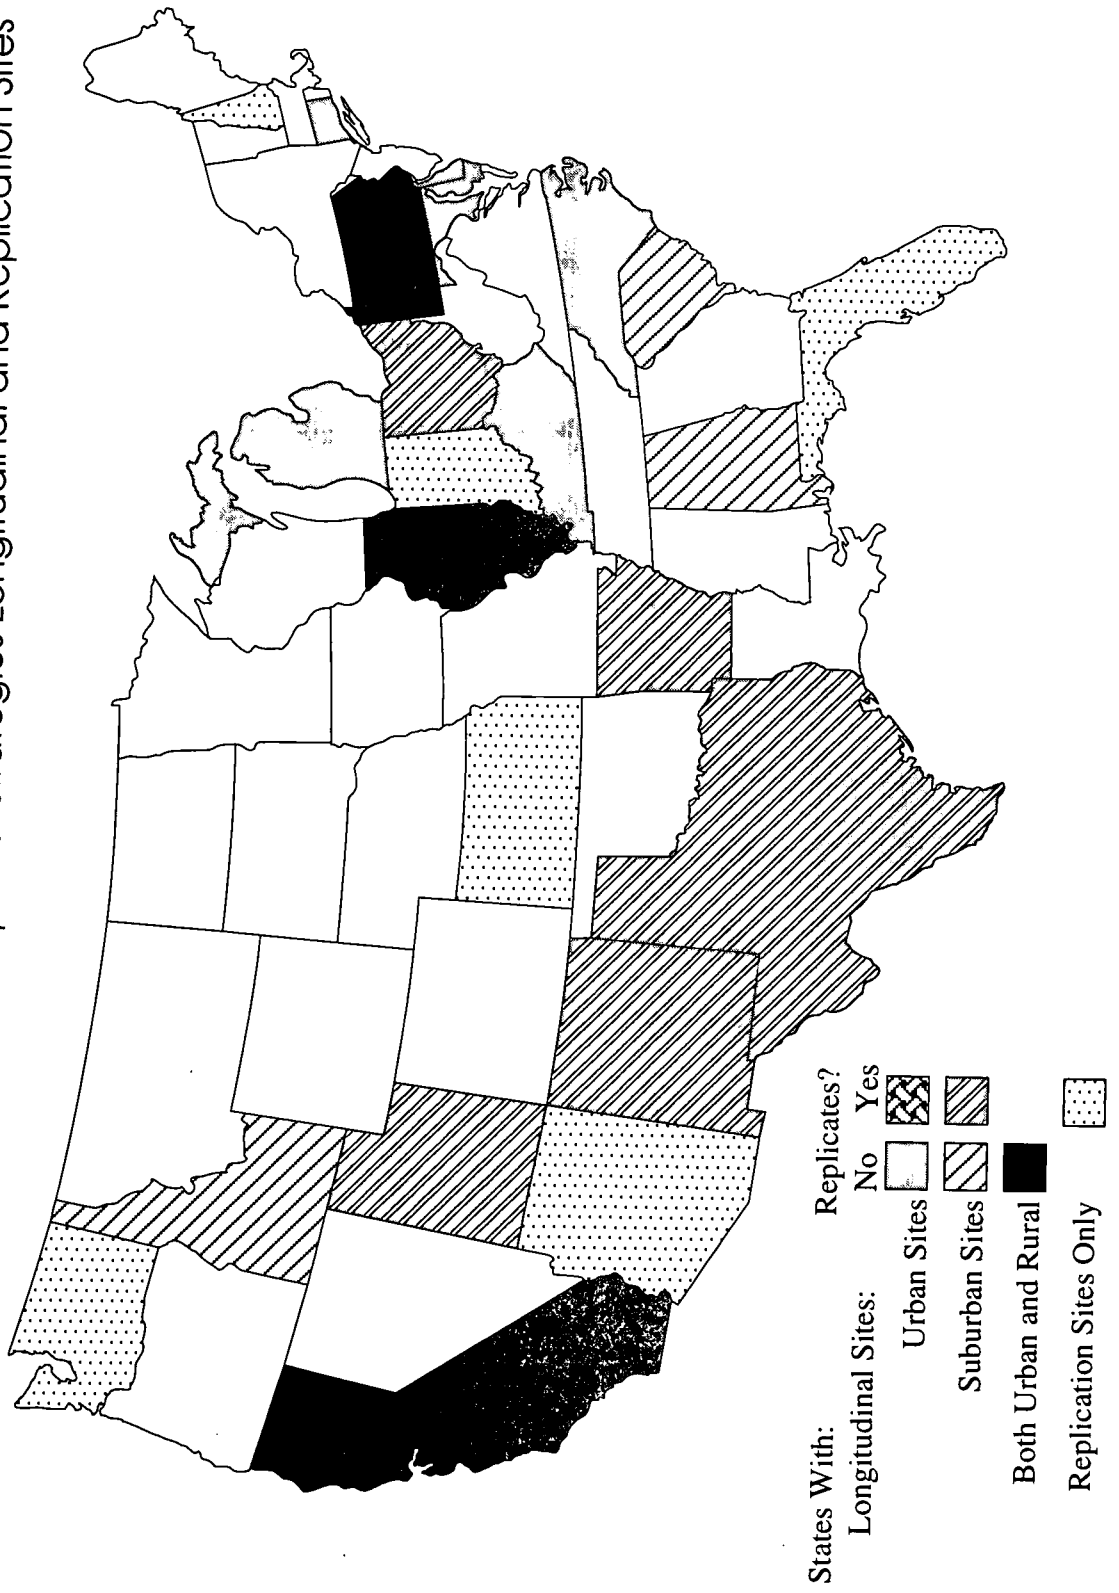 Longitudinal and Replication Sites
States With:
Replicates?
Longitudinal Sites:
No Yes
Urban Sites
Suburban Sites
Both Urban and Rural
Replication Sites Only